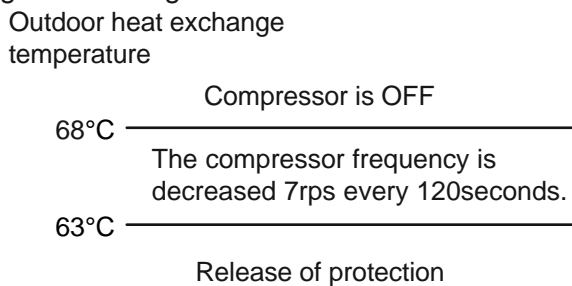 Outdoor heat exchange
temperature
Compressor is OFF
68°C
The compressor frequency is
decreased 7rps every 120seconds.
63°C
Release of protection